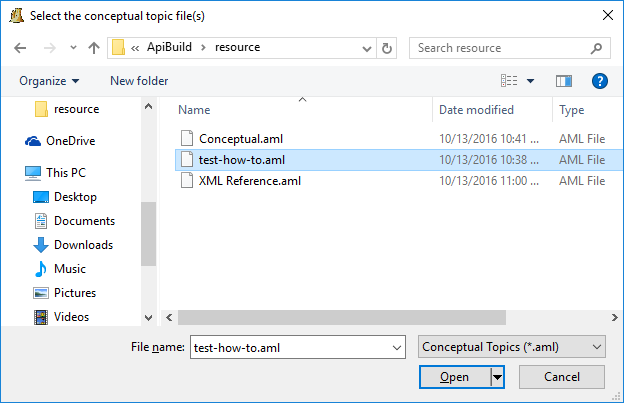 Select the conceptual topic file(s)
« ApiBuild › resource
Search resource
Organize
New folder
?
Name
Date modified
Type
resource
OneDrive
This PC
Desktop
Documents
Downloads
Music
Pictures
Videos
Conceptual.aml 10/13/2016 10:41 ... AML File
test-how-to.aml 10/13/2016 10:38 ... AML File
XML Reference.aml 10/13/2016 11:00 ... AML File
File name: test-how-to.aml
Conceptual Topics (*.aml)
Open
Cancel